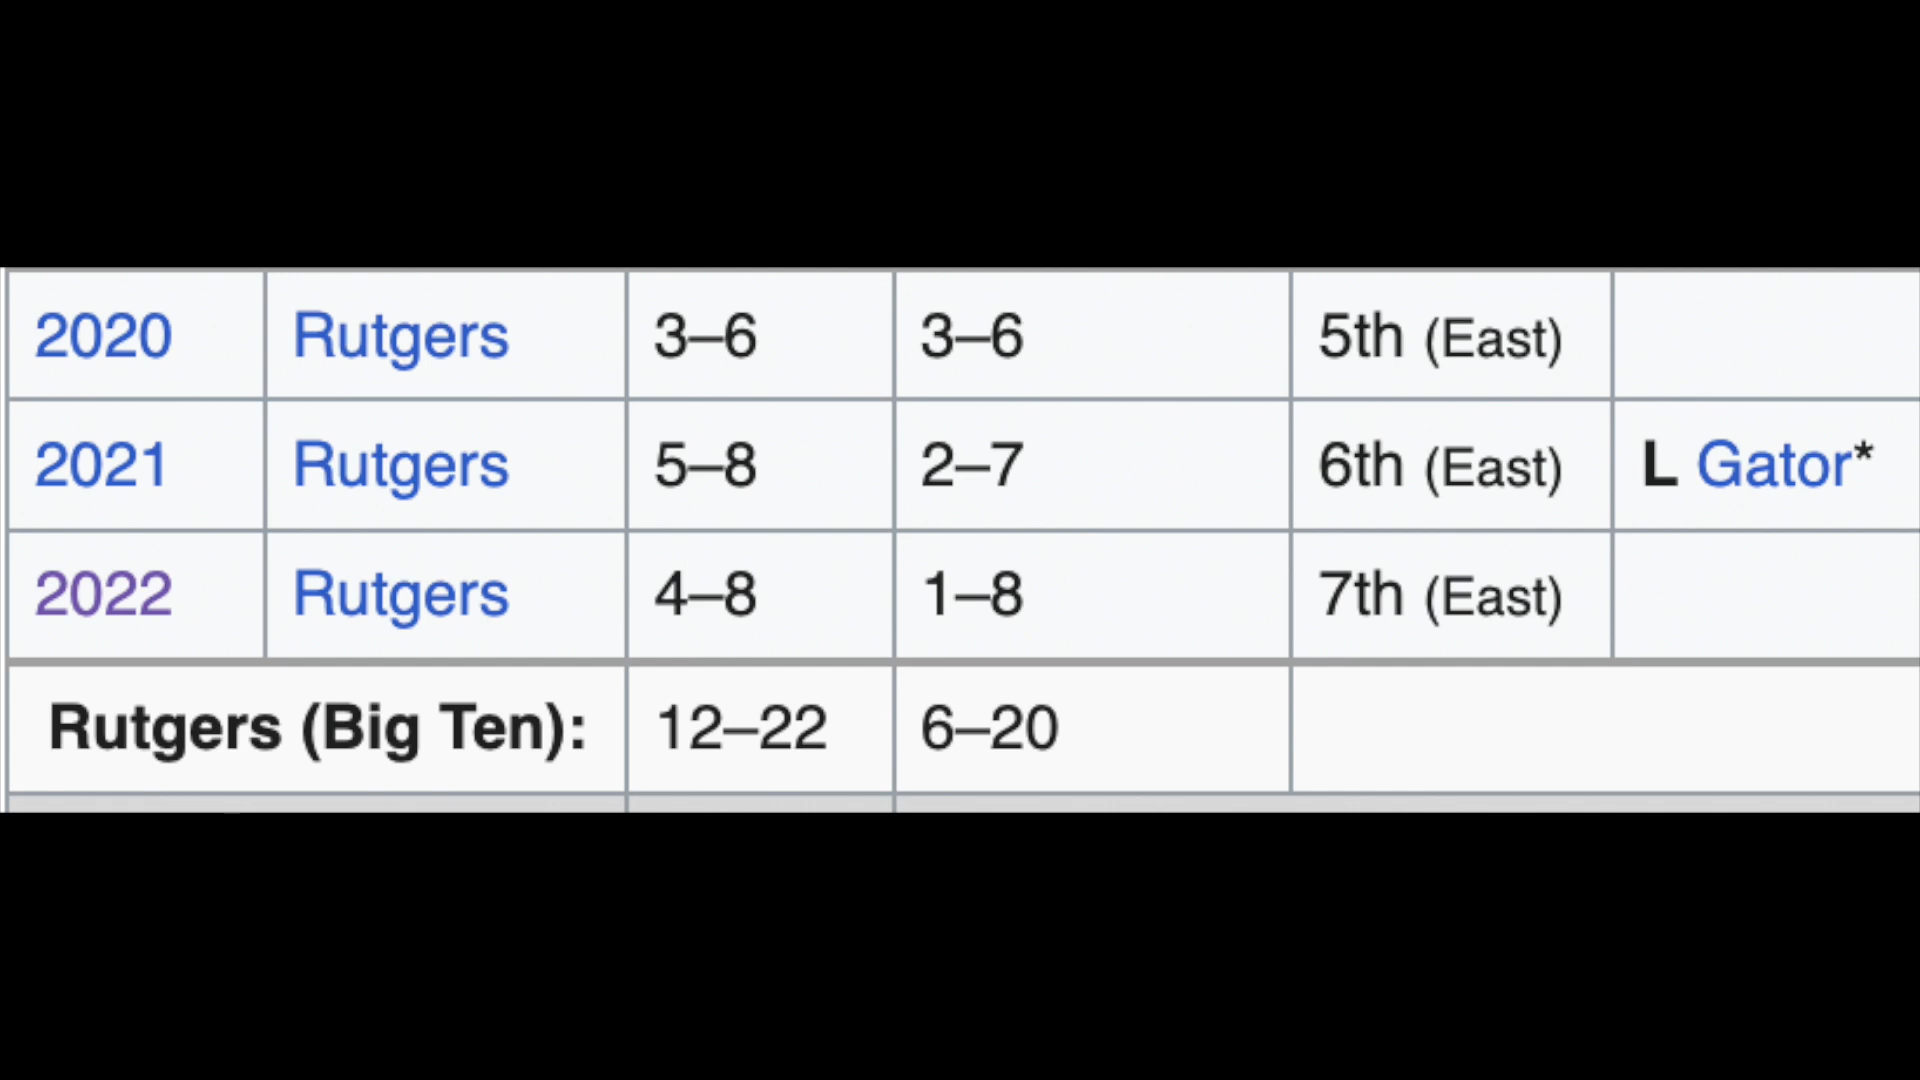 2020 Rutgers 3–6 3–6 5th (East)
2021 Rutgers 5–8 2–7 6th (East) L Gator*
2022 Rutgers 4–8 1–8 7th (East)
Rutgers (Big Ten): 12–22 6–20